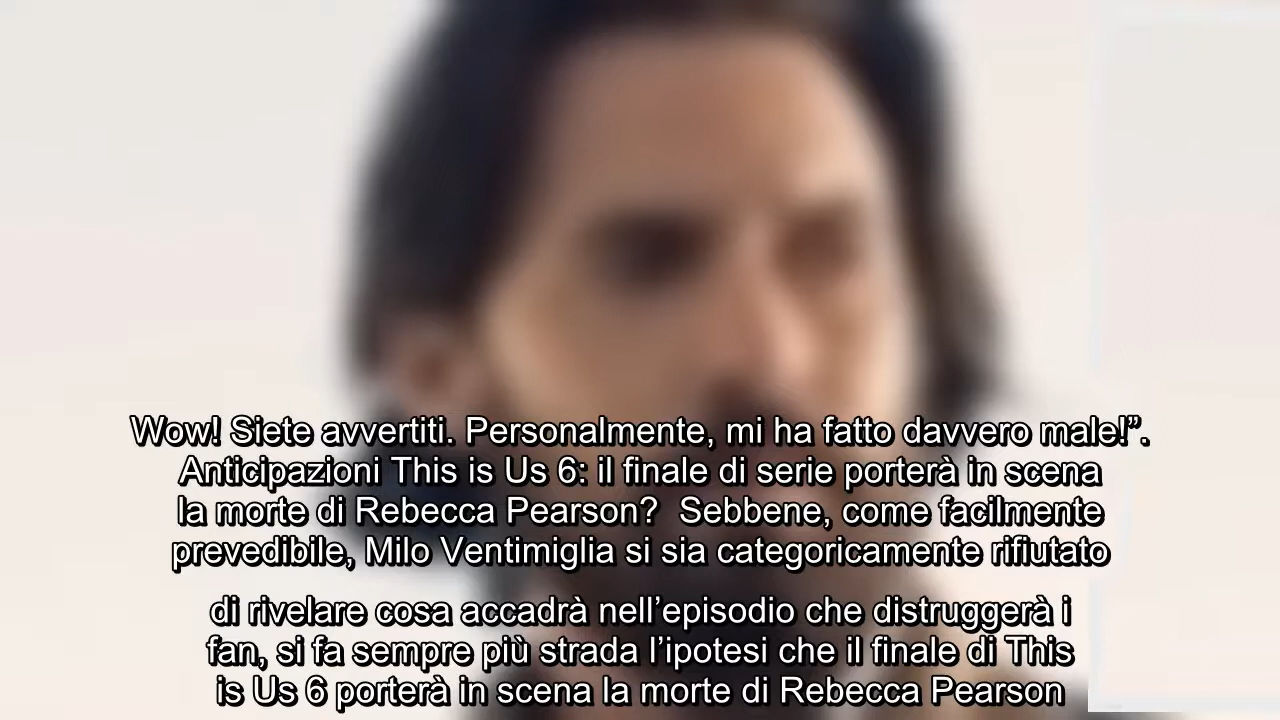 Wow! Siete avvertiti. Personalmente, mi ha fatto davvero male!”.
Anticipazioni This is Us 6: il finale di serie porterà in scena
la morte di Rebecca Pearson?  Sebbene, come facilmente
prevedibile, Milo Ventimiglia si sia categoricamente rifiutato
di rivelare cosa accadrà nell’episodio che distruggerà i
fan, si fa sempre più strada l’ipotesi che il finale di This
is Us 6 porterà in scena la morte di Rebecca Pearson